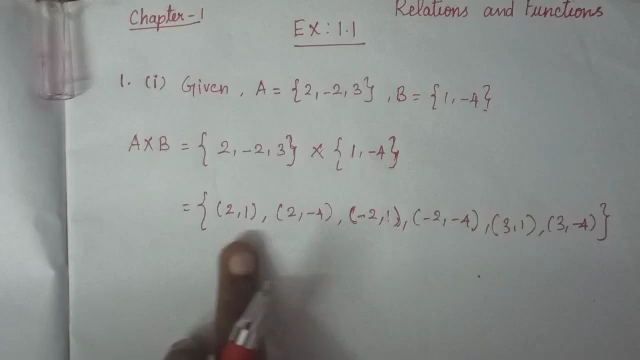 Chapter-1
Relations and Functions
EX: 1.1
1. (i) Given, A = {2, -2, 3}, B = {1, -4}
A×B = {2, -2, 3} × {1, -4}
= {(2,1), (2,-4), (-2,1), (-2,-4), (3,1), (3,-4)}